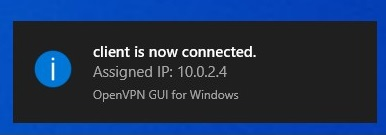 client is now connected.
Assigned IP: 10.0.2.4
OpenVPN GUI for Windows